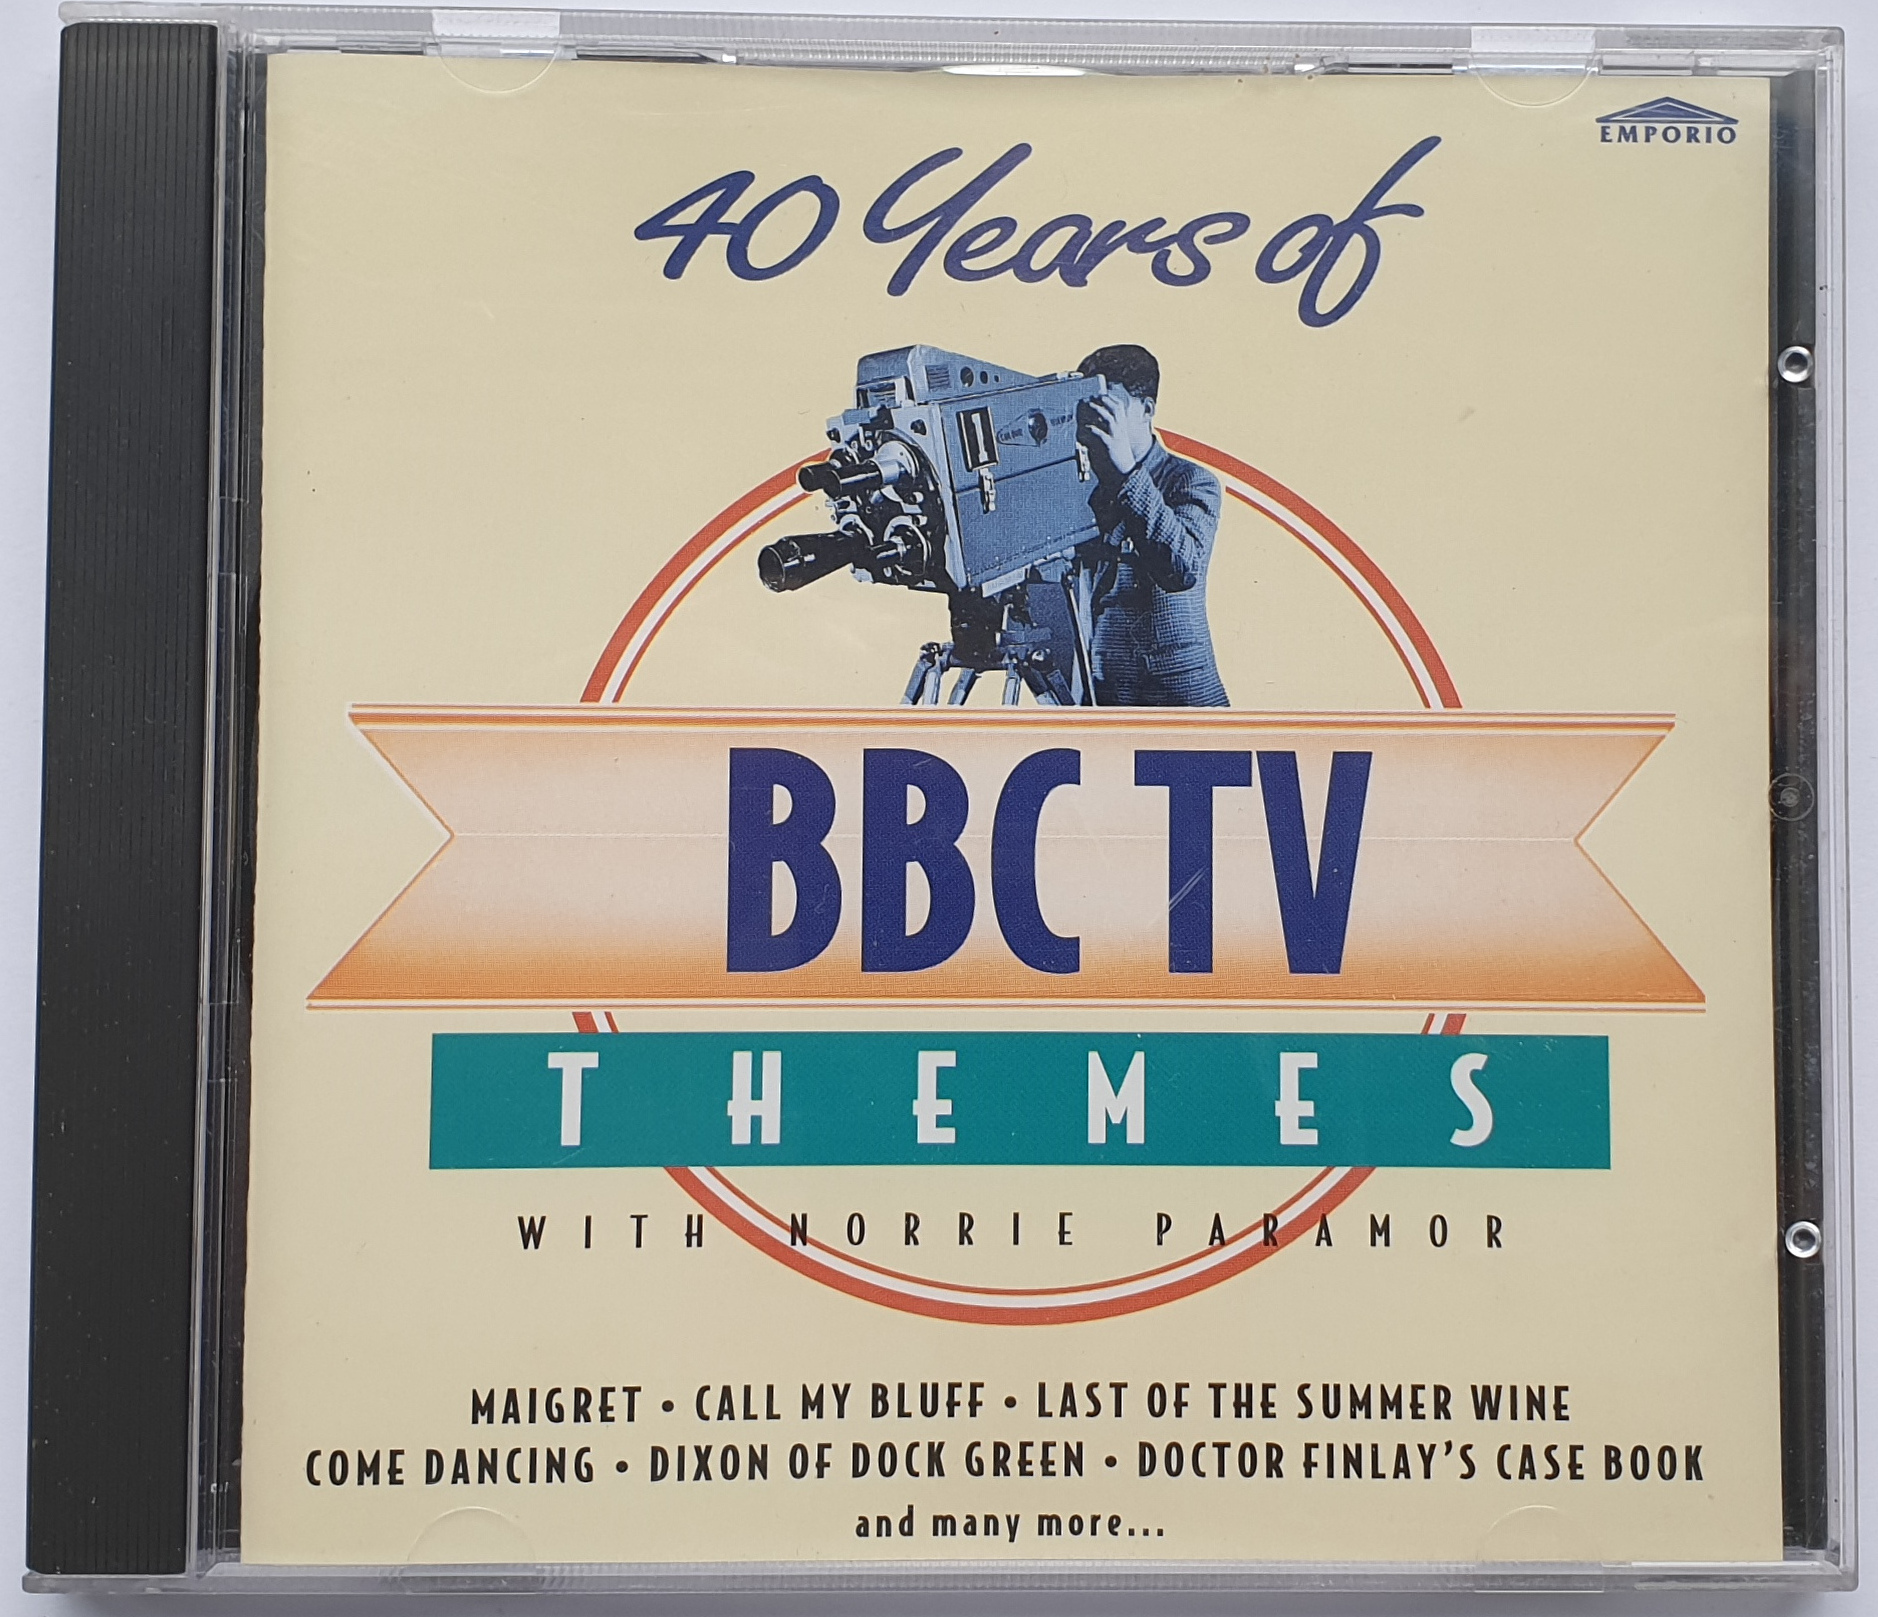 EMPORIO
40 Years of
1
BBC TV
THEMES
WITH NORRIE PARAMOR
MAIGRET • CALL MY BLUFF • LAST OF THE SUMMER WINE
COME DANCING • DIXON OF DOCK GREEN • DOCTOR FINLAY'S CASE BOOK
and many more...